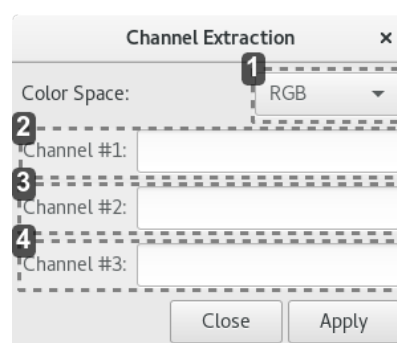 Channel Extraction ×
1
Color Space: RGB
2
Channel #1:
3
Channel #2:
4
Channel #3:
Close Apply